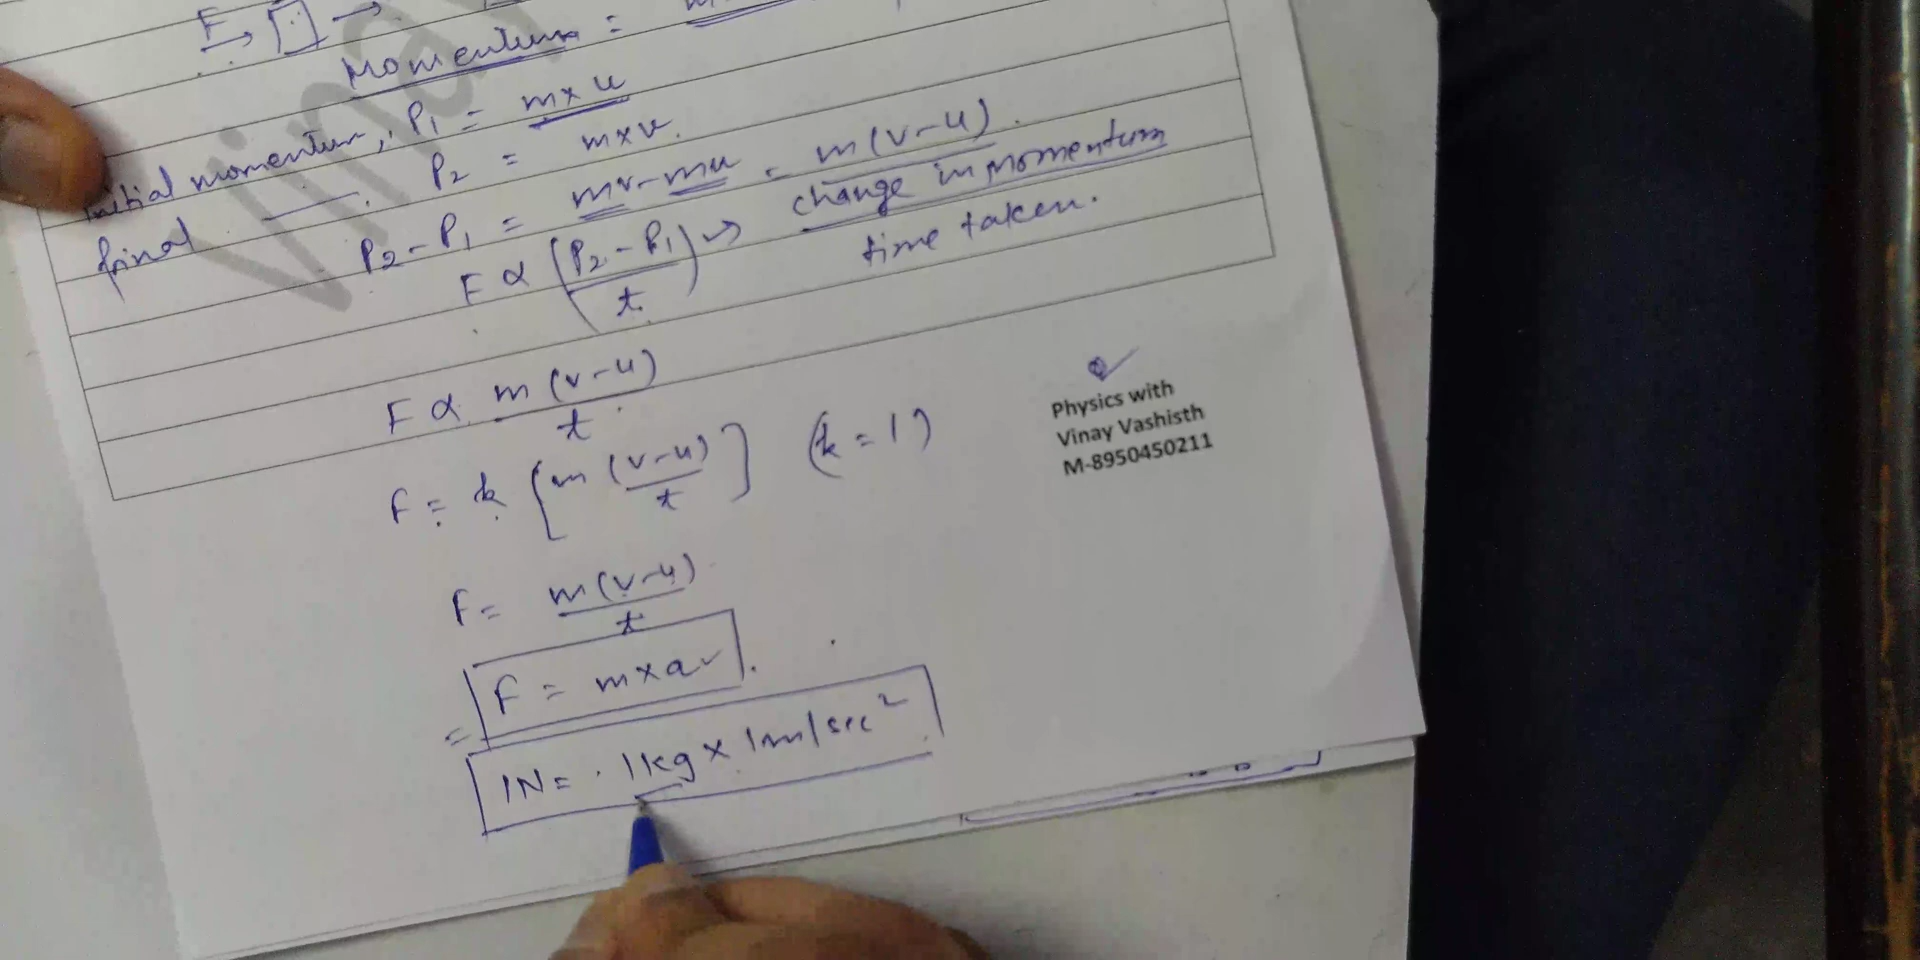 F
Momentum =
Initial momentum, P₁ = m×u
final ——. P₂ = m×v.
P₂-P₁ = mv-mu = m(v-u).
F ∝ (P₂-P₁)/t → change in Momentum / time taken.
F ∝ m(v-u)/t
F = k [m(v-u)/t] (k=1)
F = m(v-u)/t
= F = m×a
1N = 1kg × 1m/sec²
Physics with
Vinay Vashisth
M-8950450211
Vinay